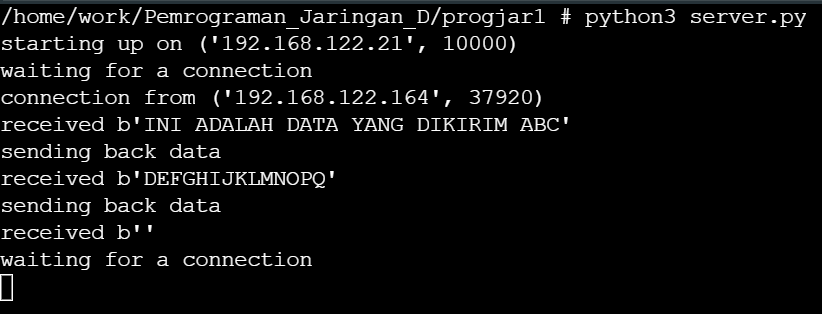 /home/work/Pemrograman_Jaringan_D/progjar1 # python3 server.py
starting up on ('192.168.122.21', 10000)
waiting for a connection
connection from ('192.168.122.164', 37920)
received b'INI ADALAH DATA YANG DIKIRIM ABC'
sending back data
received b'DEFGHIJKLMNOPQ'
sending back data
received b''
waiting for a connection